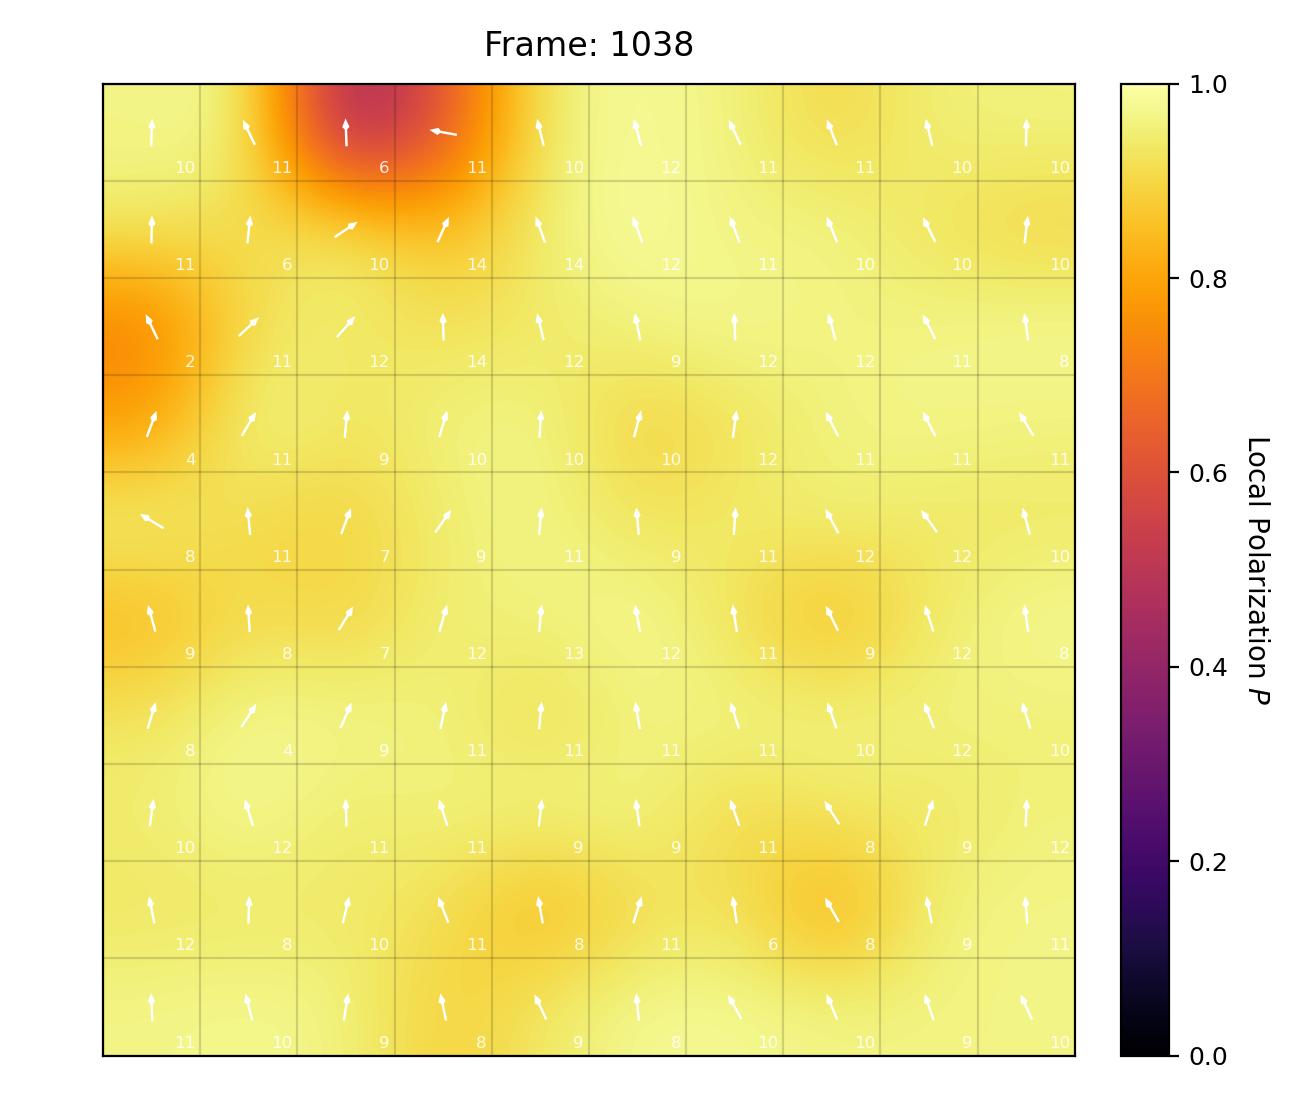 Frame: 1038
10 11 6 11 10 12 11 11 10 10
11 6 10 14 14 12 11 10 10 10
2 11 12 14 12 9 12 12 11 8
4 11 9 10 10 10 12 11 11 11
8 11 7 9 11 9 11 12 12 10
9 8 7 12 13 12 11 9 12 8
8 4 9 11 11 11 11 10 12 10
10 12 11 11 9 9 11 8 9 12
12 8 10 11 8 11 6 8 9 11
11 10 9 8 9 8 10 10 9 10
1.0
0.8
0.6
0.4
0.2
0.0
Local Polarization P